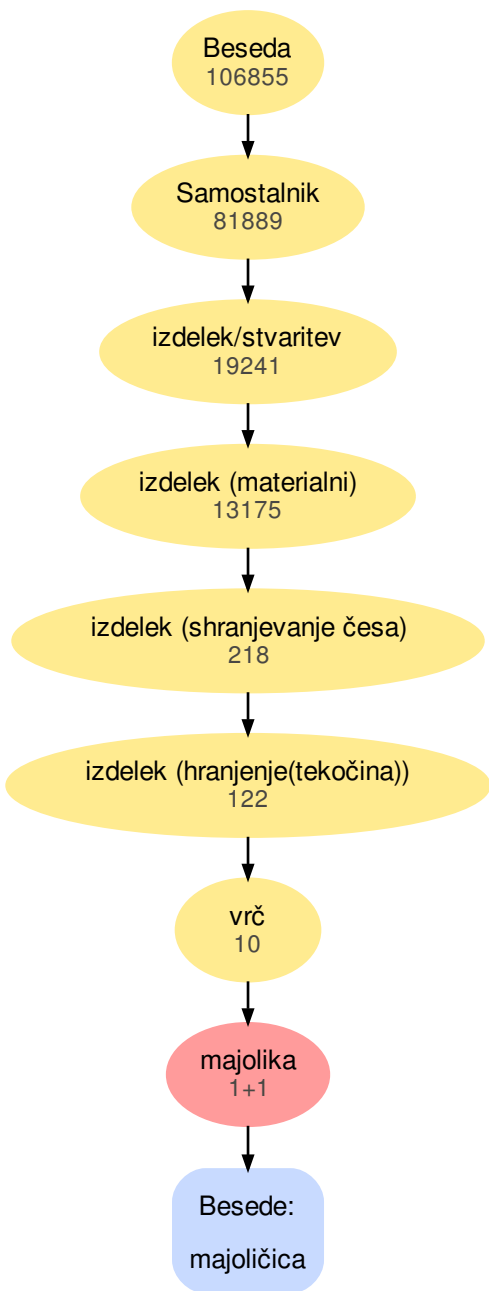 Beseda
106855
Samostalnik
81889
izdelek/stvaritev
19241
izdelek (materialni)
13175
izdelek (shranjevanje česa)
218
izdelek (hranjenje(tekočina))
122
vrč
10
majolika
1+1
Besede:
majoličica